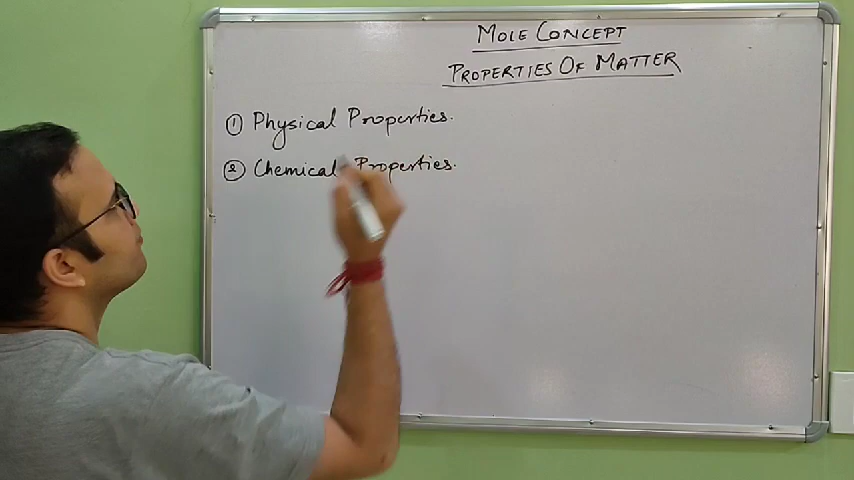 MOLE CONCEPT
PROPERTIES OF MATTER
① Physical Properties.
② Chemical Properties.